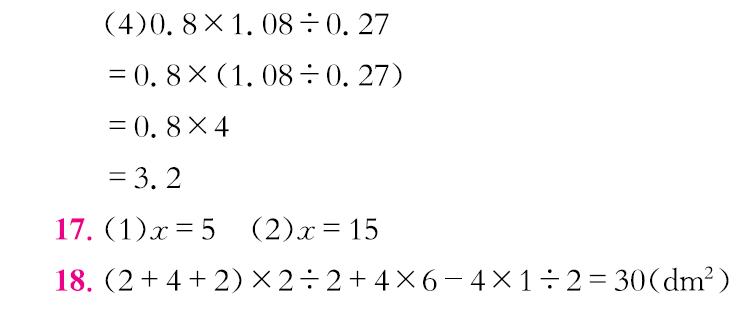 (4)0.8×1.08÷0.27
=0.8×(1.08÷0.27)
=0.8×4
=3.2
17. (1)x=5 (2)x=15
18. (2+4+2)×2÷2+4×6-4×1÷2=30(dm²)